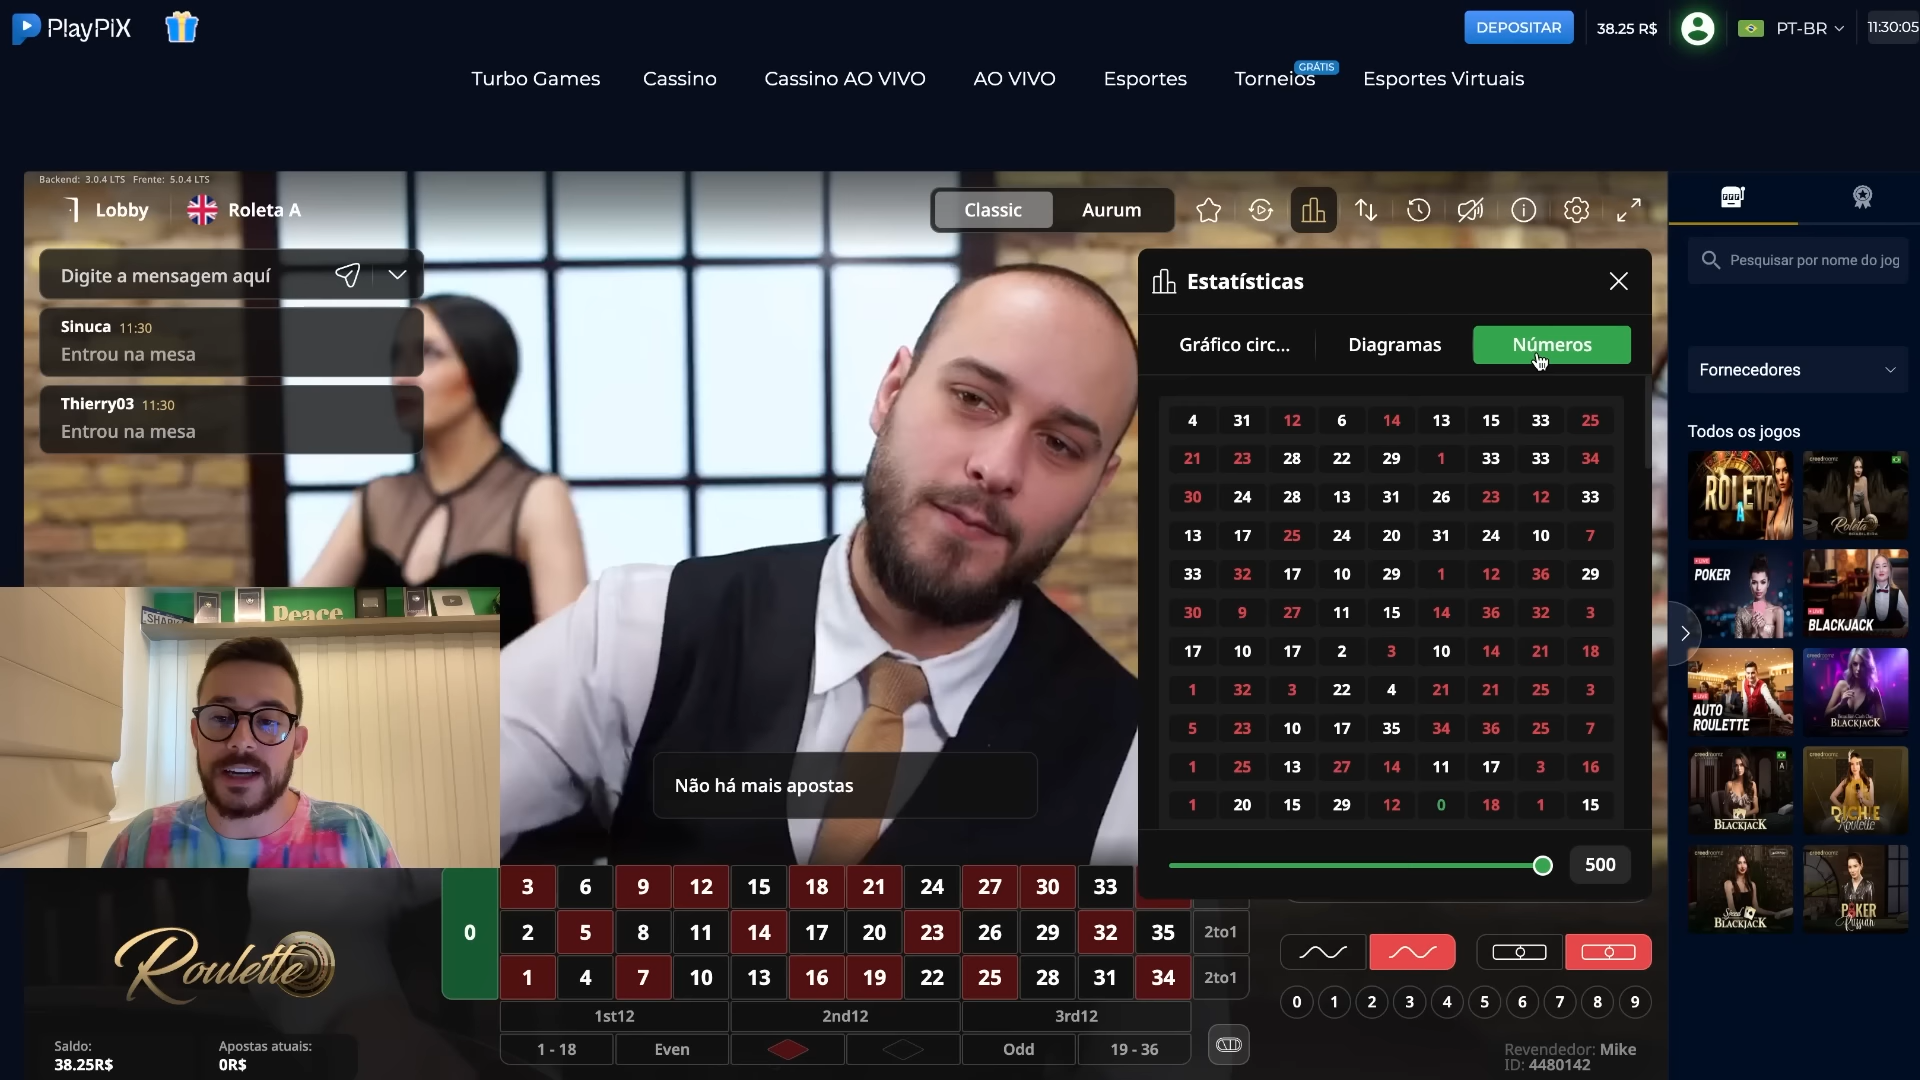 PlayPiX
DEPOSITAR
38.25 R$
PT-BR
11:30:05
Turbo Games
Cassino
Cassino AO VIVO
AO VIVO
Esportes
Torneios
GRÁTIS
Esportes Virtuais
Backend: 3.0.4 LTS Frente: 5.0.4 LTS
Lobby
Roleta A
Classic
Aurum
Digite a mensagem aquí
Sinuca 11:30
Entrou na mesa
Thierry03 11:30
Entrou na mesa
Estatísticas
Gráfico circ...
Diagramas
Números
4 31 12 6 14 13 15 33 25
21 23 28 22 29 1 33 33 34
30 24 28 13 31 26 23 12 33
13 17 25 24 20 31 24 10 7
33 32 17 10 29 1 12 36 29
30 9 27 11 15 14 36 32 3
17 10 17 2 3 10 14 21 18
1 32 3 22 4 21 21 25 3
5 23 10 17 35 34 36 25 7
1 25 13 27 14 11 17 3 16
1 20 15 29 12 0 18 1 15
500
Pesquisar por nome do jog
Fornecedores
Todos os jogos
ROLETA
A
Roleta
LIVE
POKER
LIVE
BLACKJACK
LIVE
AUTO
ROULETTE
BLACKJACK
BLACKJACK
RICHIE
Roulette
Speed
BLACKJACK
POKER
Russian
Peace
SHARK
Não há mais apostas
3 6 9 12 15 18 21 24 27 30 33
0
2 5 8 11 14 17 20 23 26 29 32 35 2to1
1 4 7 10 13 16 19 22 25 28 31 34 2to1
1st12 2nd12 3rd12
1 - 18 Even Odd 19 - 36
Roulette
Saldo:
38.25R$
Apostas atuais:
0R$
0 1 2 3 4 5 6 7 8 9
Revendedor: Mike
ID: 4480142